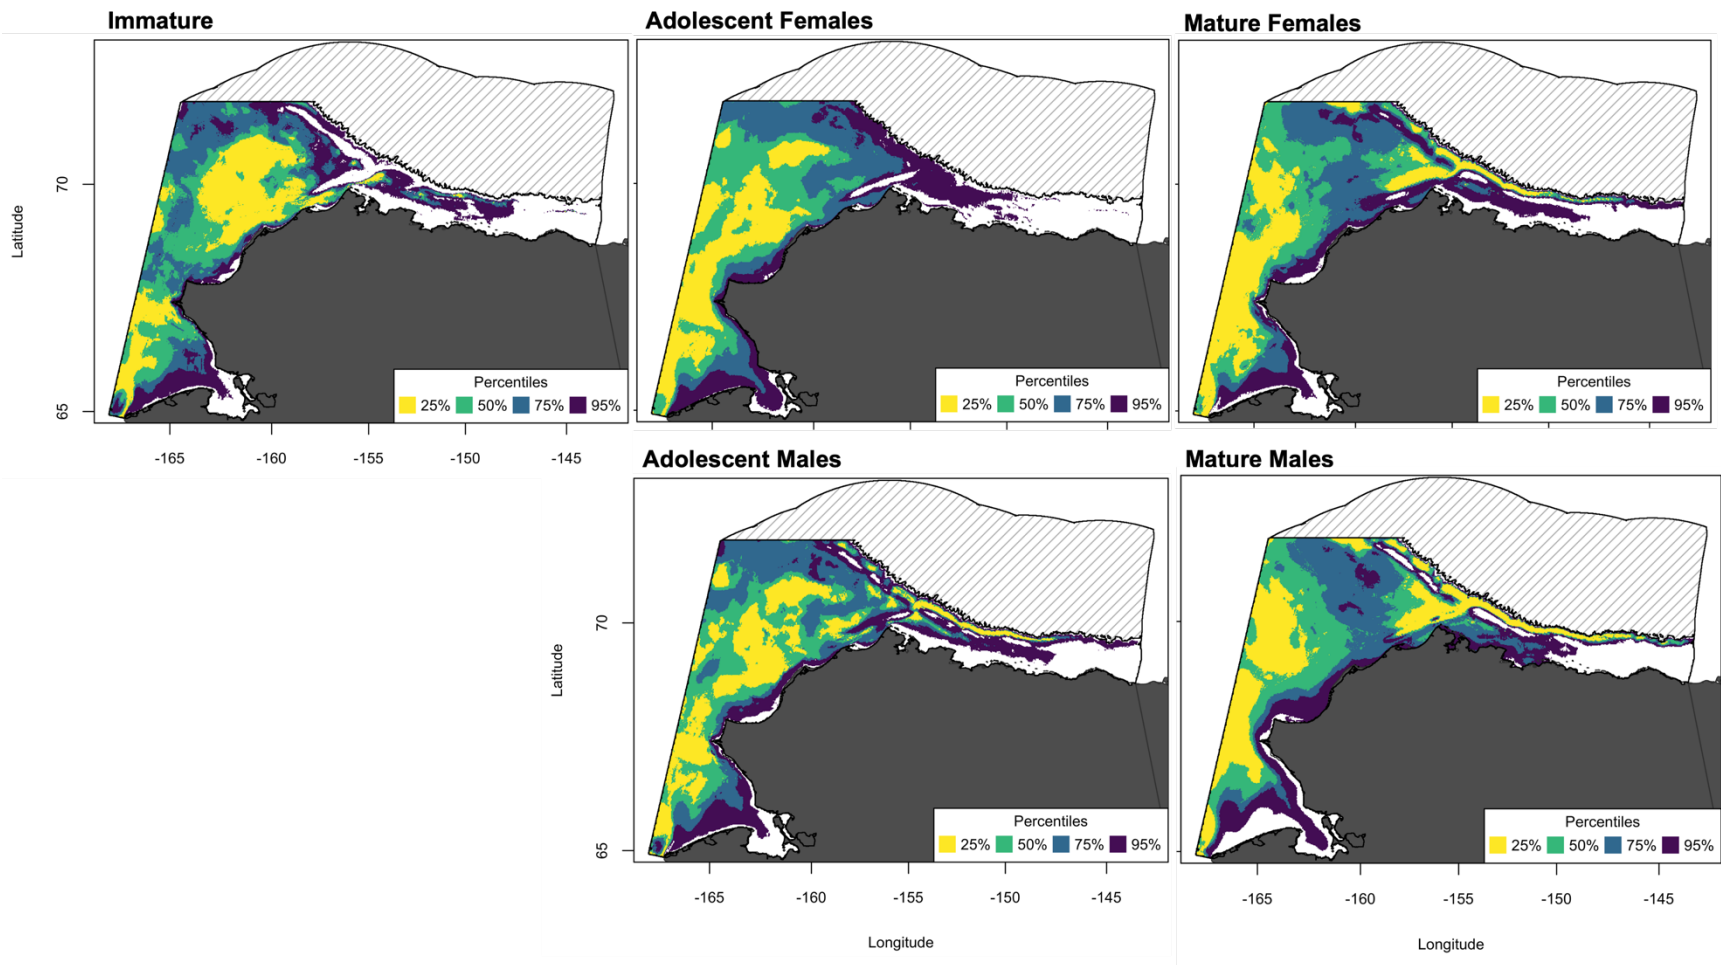 Immature
Adolescent Females
Mature Females
Latitude
70
65
Percentiles
25% 50% 75% 95%
Percentiles
25% 50% 75% 95%
Percentiles
25% 50% 75% 95%
-165 -160 -155 -150 -145
Adolescent Males
Mature Males
Latitude
70
65
Percentiles
25% 50% 75% 95%
Percentiles
25% 50% 75% 95%
-165 -160 -155 -150 -145
-165 -160 -155 -150 -145
Longitude
Longitude